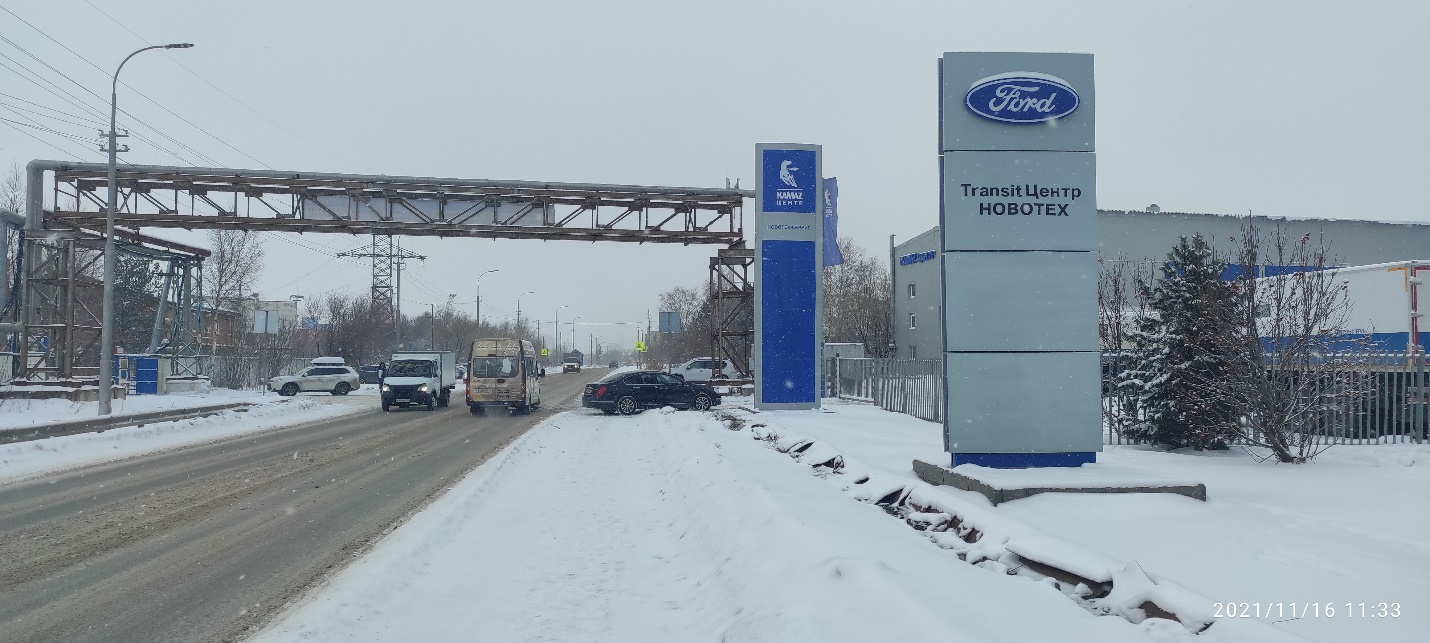 Ford
Transit Центр
НОВОТЕХ
KAMAZ
ЦЕНТР
2021/11/16 11:33